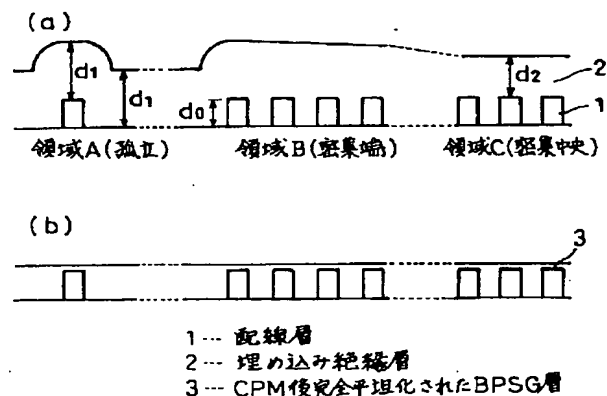 (a)
d1
d1
d0
d2
2
1
領域A(孤立) 領域B(密集端) 領域C(密集中央)
(b)
3
1 --- 配線層
2 --- 埋め込み絶縁層
3 --- CPM後完全平坦化されたBPSG層